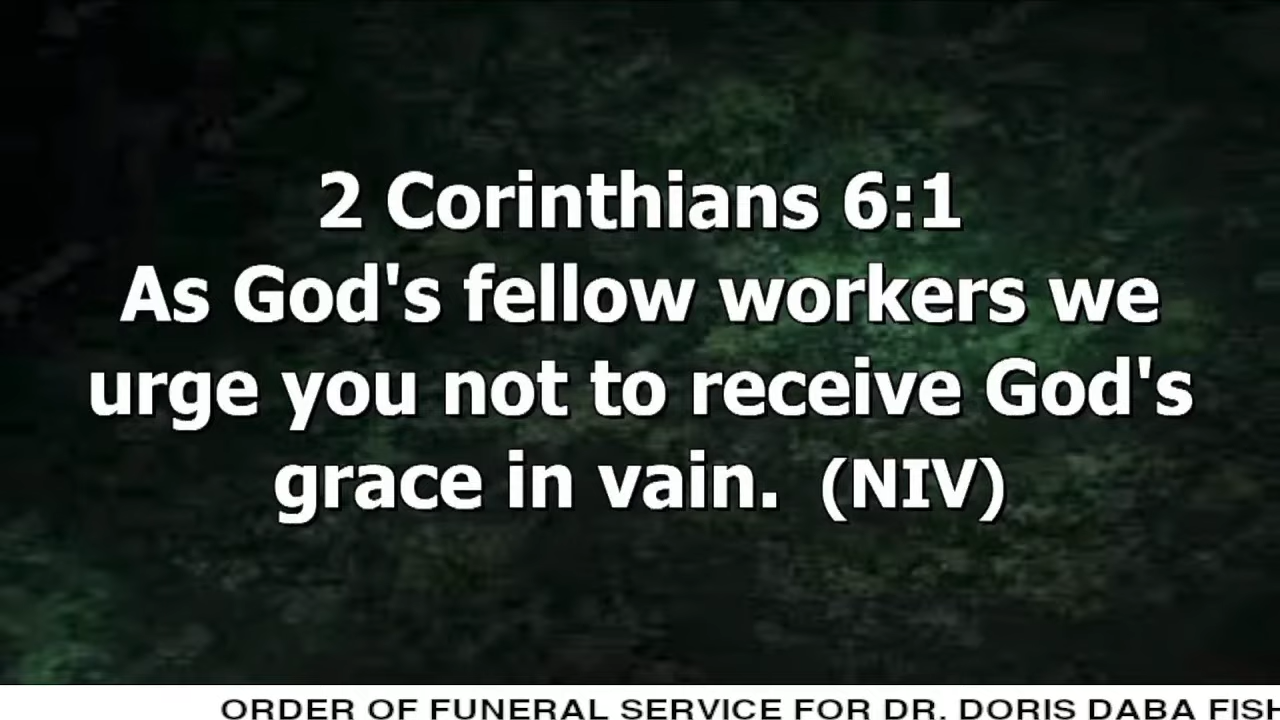 2 Corinthians 6:1
As God's fellow workers we
urge you not to receive God's
grace in vain. (NIV)
ORDER OF FUNERAL SERVICE FOR DR. DORIS DABA